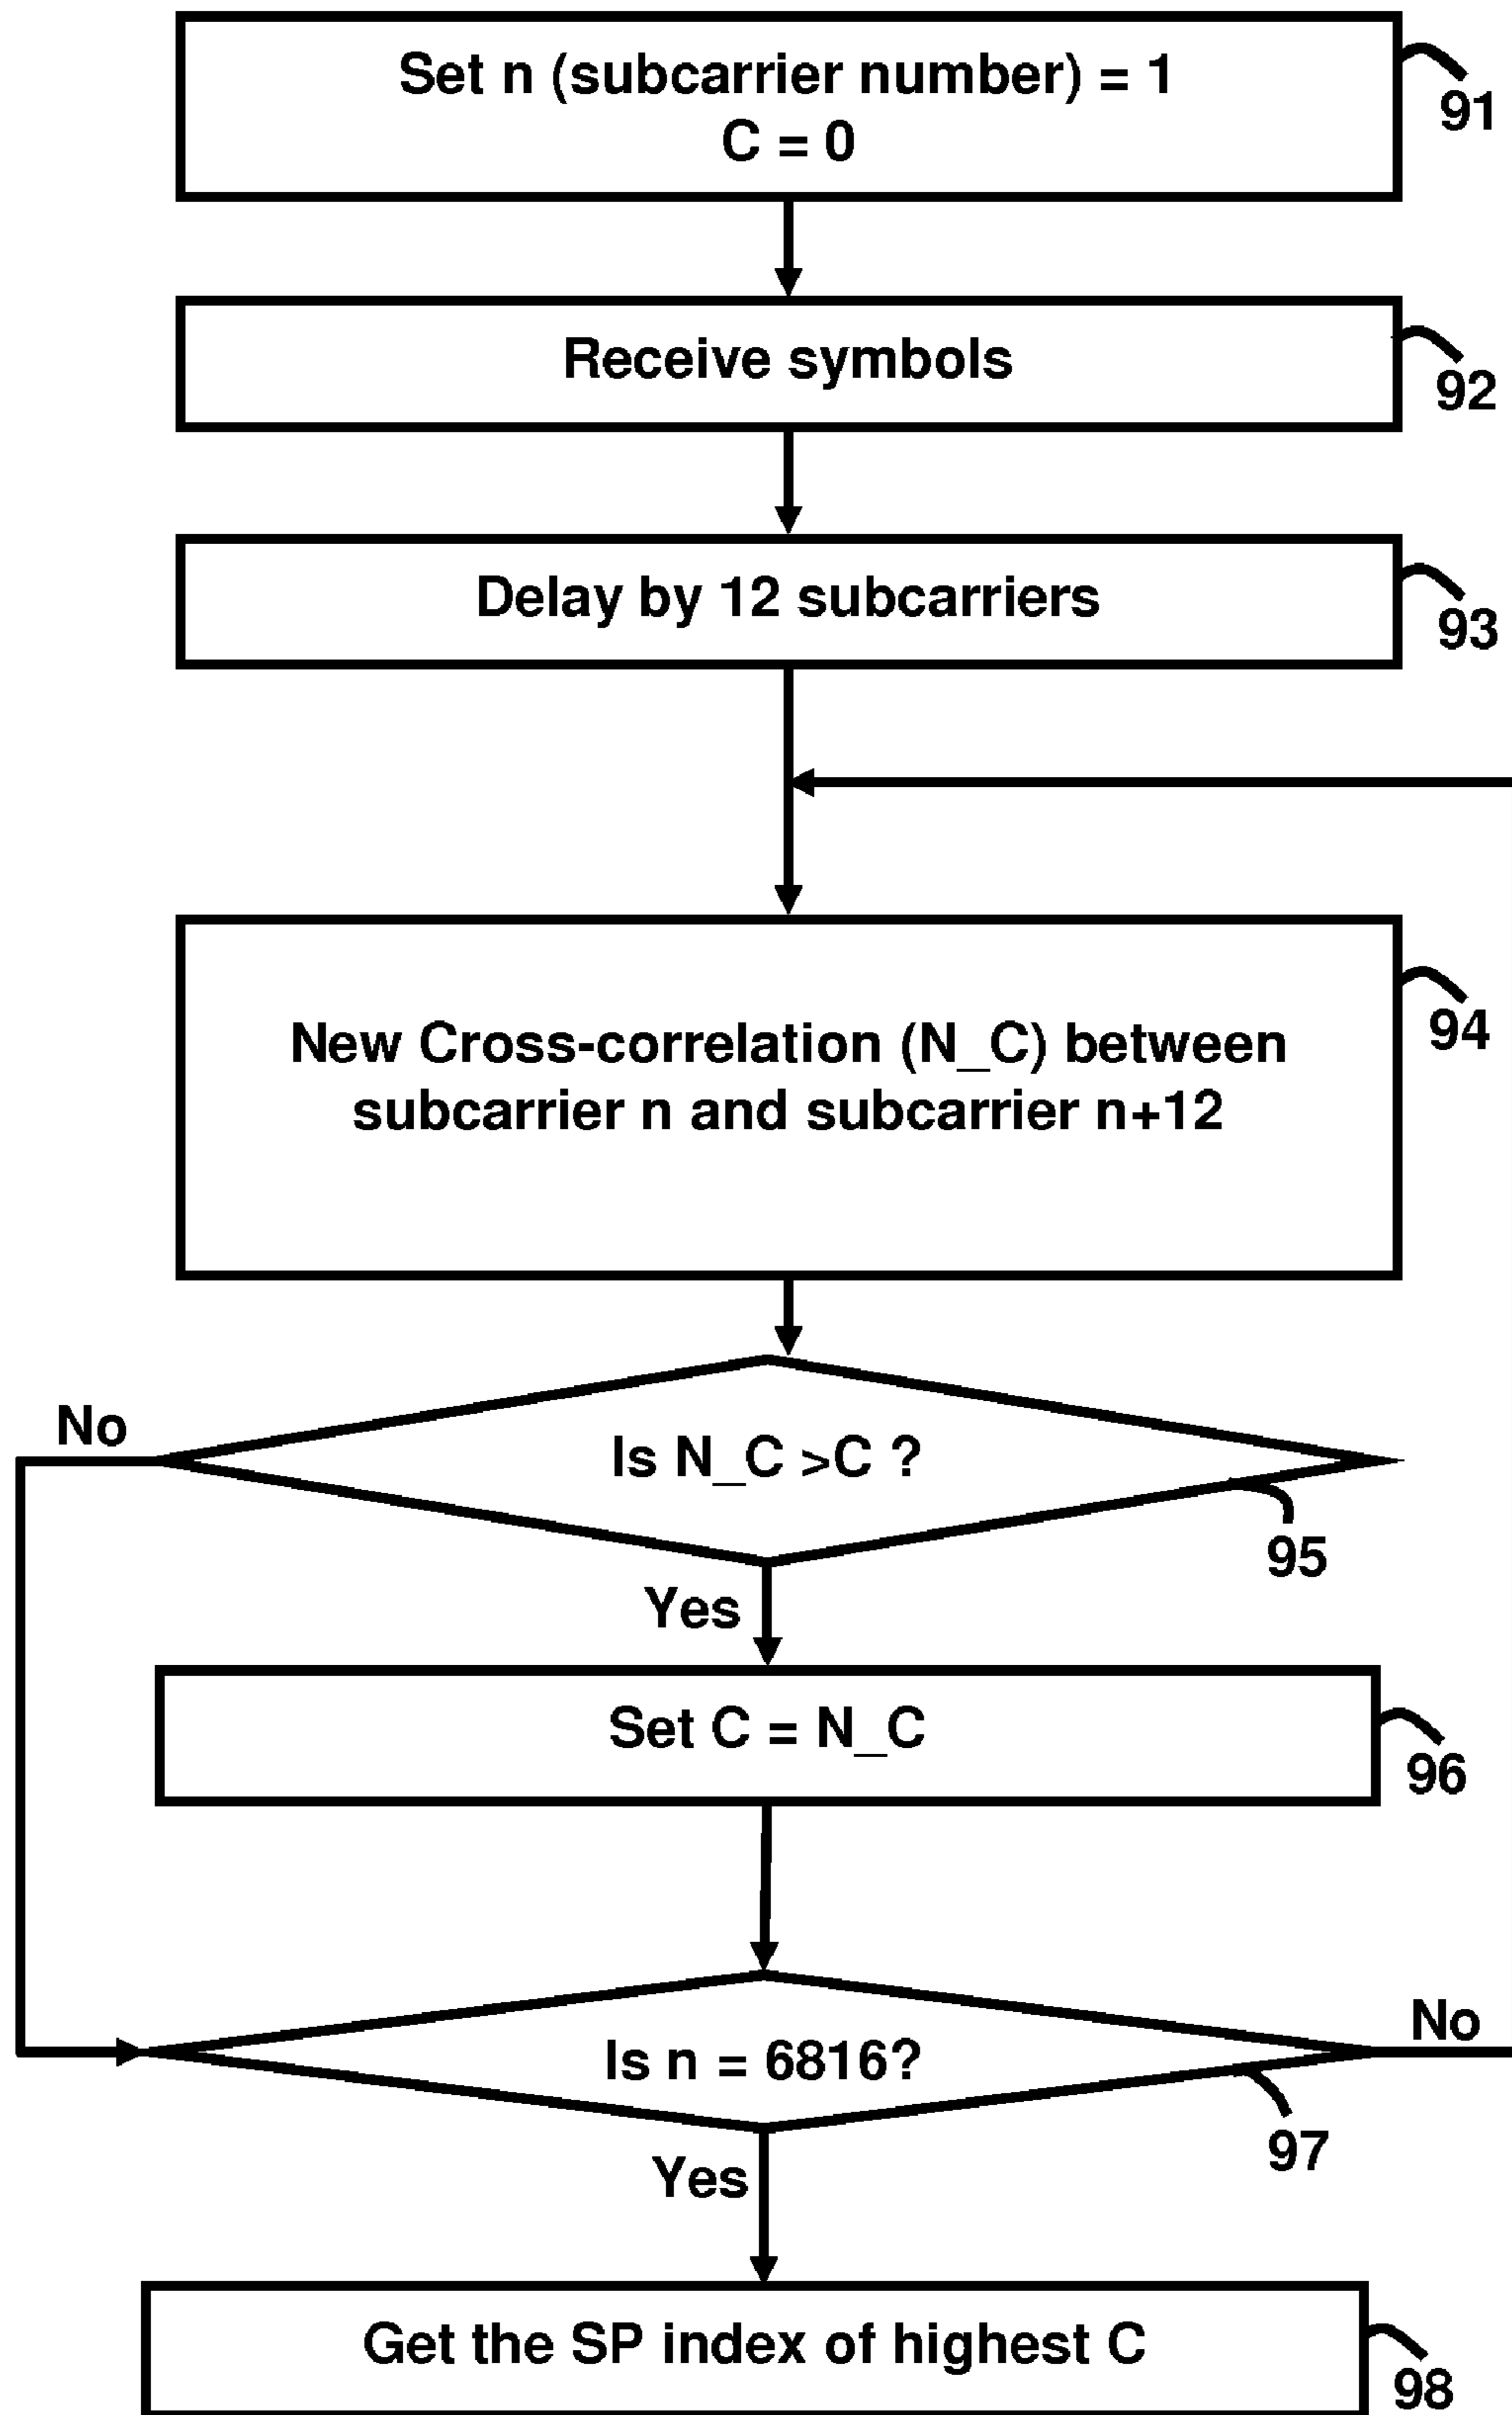 Set n (subcarrier number) = 1
C = 0
91
Receive symbols
92
Delay by 12 subcarriers
93
New Cross-correlation (N_C) between
subcarrier n and subcarrier n+12
94
No
Is N_C >C ?
95
Yes
Set C = N_C
96
Is n = 6816?
No
97
Yes
Get the SP index of highest C
98